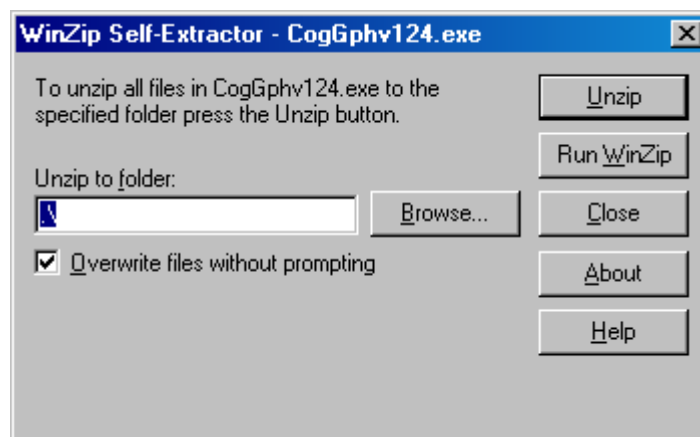 WinZip Self-Extractor - CogGphv124.exe
To unzip all files in CogGphv124.exe to the
specified folder press the Unzip button.
Unzip to folder:
.\
Browse...
Overwrite files without prompting
Unzip
Run WinZip
Close
About
Help